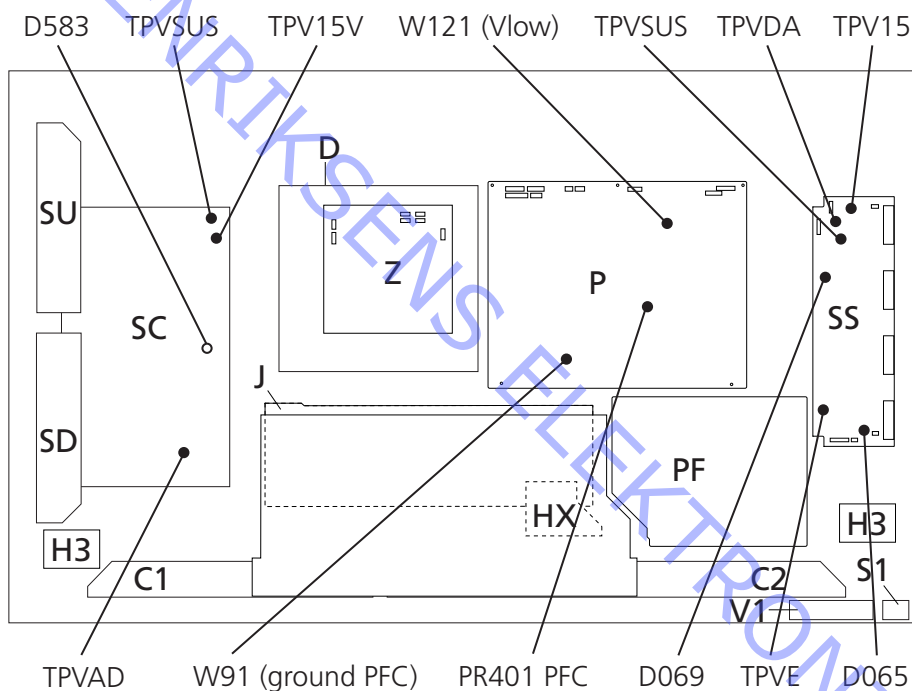 D583 TPVSUS TPV15V W121 (Vlow) TPVSUS TPVDA TPV15
D
SU
Z
P
SC
SS
J
SD
PF
HX
H3
H3
C1
C2
S1
V1
TPVAD W91 (ground PFC) PR401 PFC D069 TPVE D065
HENRIKSENS ELEKTRON